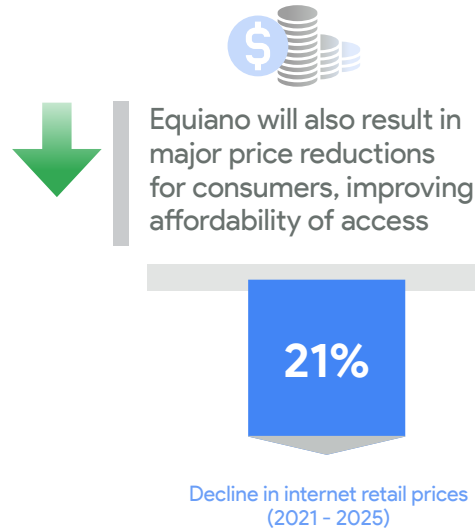 $
Equiano will also result in
major price reductions
for consumers, improving
affordability of access
21%
Decline in internet retail prices
(2021 - 2025)